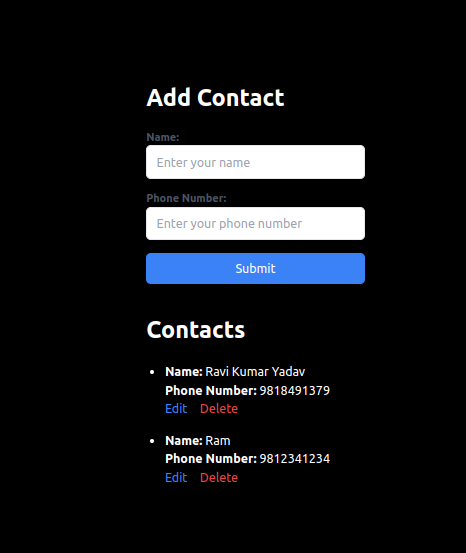 Add Contact
Name:
Enter your name
Phone Number:
Enter your phone number
Submit
Contacts
Name: Ravi Kumar Yadav
Phone Number: 9818491379
Edit Delete
Name: Ram
Phone Number: 9812341234
Edit Delete